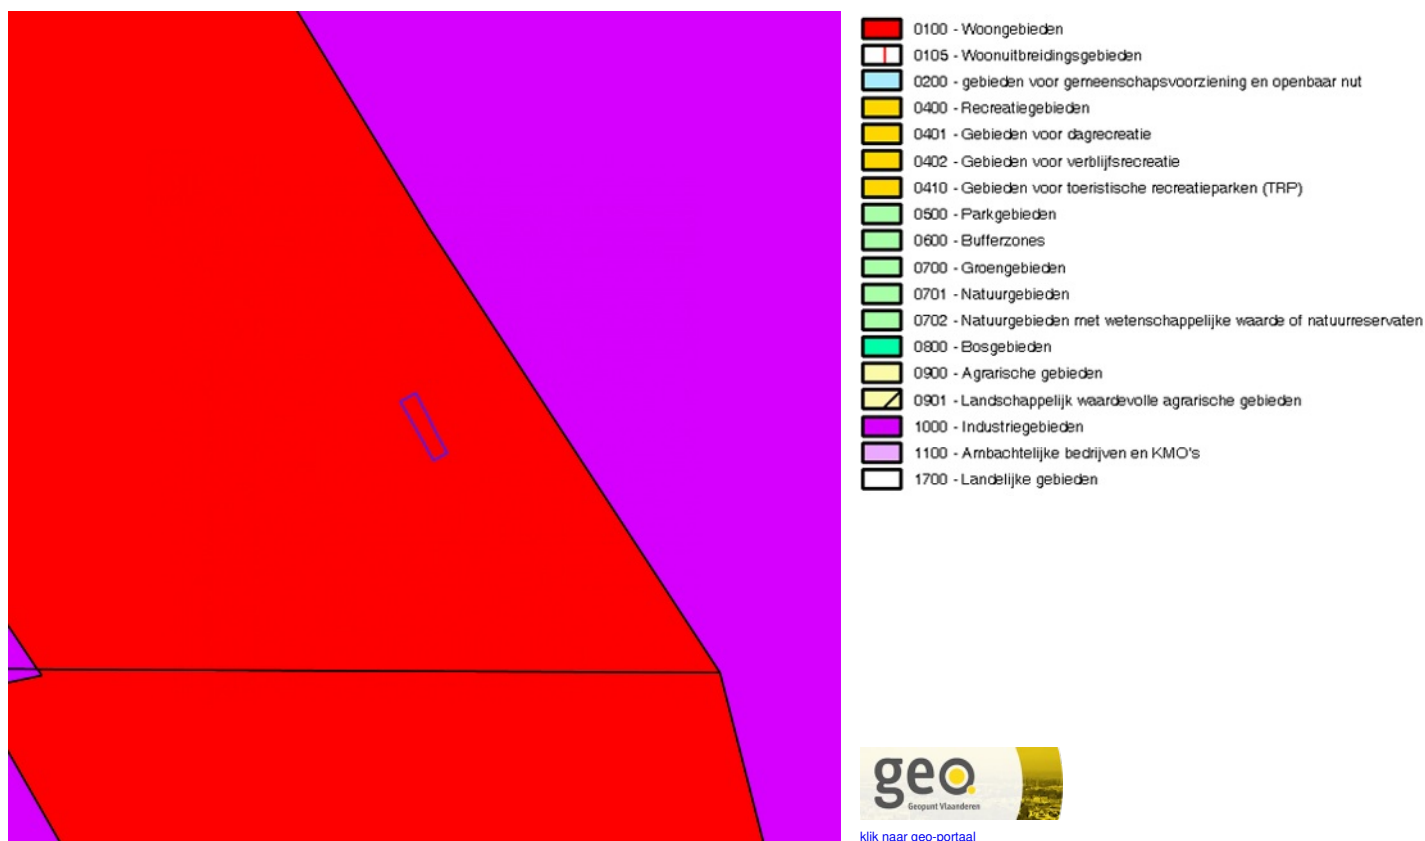 0100 - Woongebieden
0105 - Woonuitbreidingsgebieden
0200 - gebieden voor gemeenschapsvoorziening en openbaar nut
0400 - Recreatiegebieden
0401 - Gebieden voor dagrecreatie
0402 - Gebieden voor verblijfsrecreatie
0410 - Gebieden voor toeristische recreatieparken (TRP)
0500 - Parkgebieden
0600 - Bufferzones
0700 - Groengebieden
0701 - Natuurgebieden
0702 - Natuurgebieden met wetenschappelijke waarde of natuurreservaten
0800 - Bosgebieden
0900 - Agrarische gebieden
0901 - Landschappelijk waardevolle agrarische gebieden
1000 - Industriegebieden
1100 - Ambachtelijke bedrijven en KMO's
1700 - Landelijke gebieden
geo
Geopunt Vlaanderen
klik naar geo-portaal